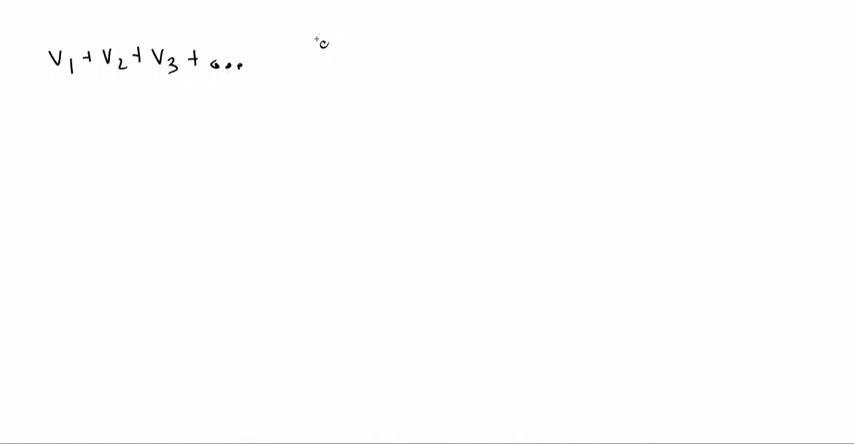 V₁ + V₂ + V₃ + ... c